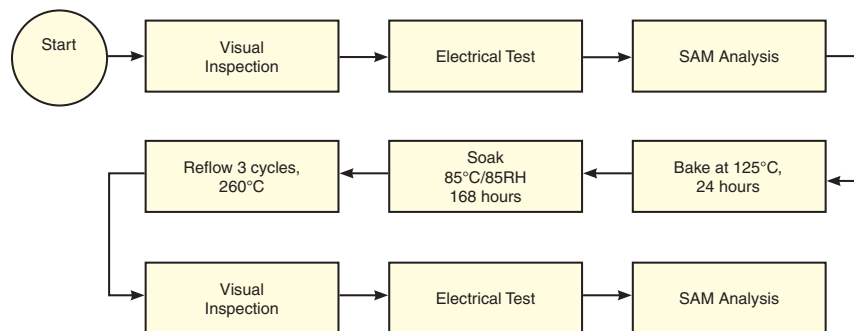 Start
Visual
Inspection
Electrical Test
SAM Analysis
Bake at 125°C,
24 hours
Soak
85°C/85RH
168 hours
Reflow 3 cycles,
260°C
Visual
Inspection
Electrical Test
SAM Analysis